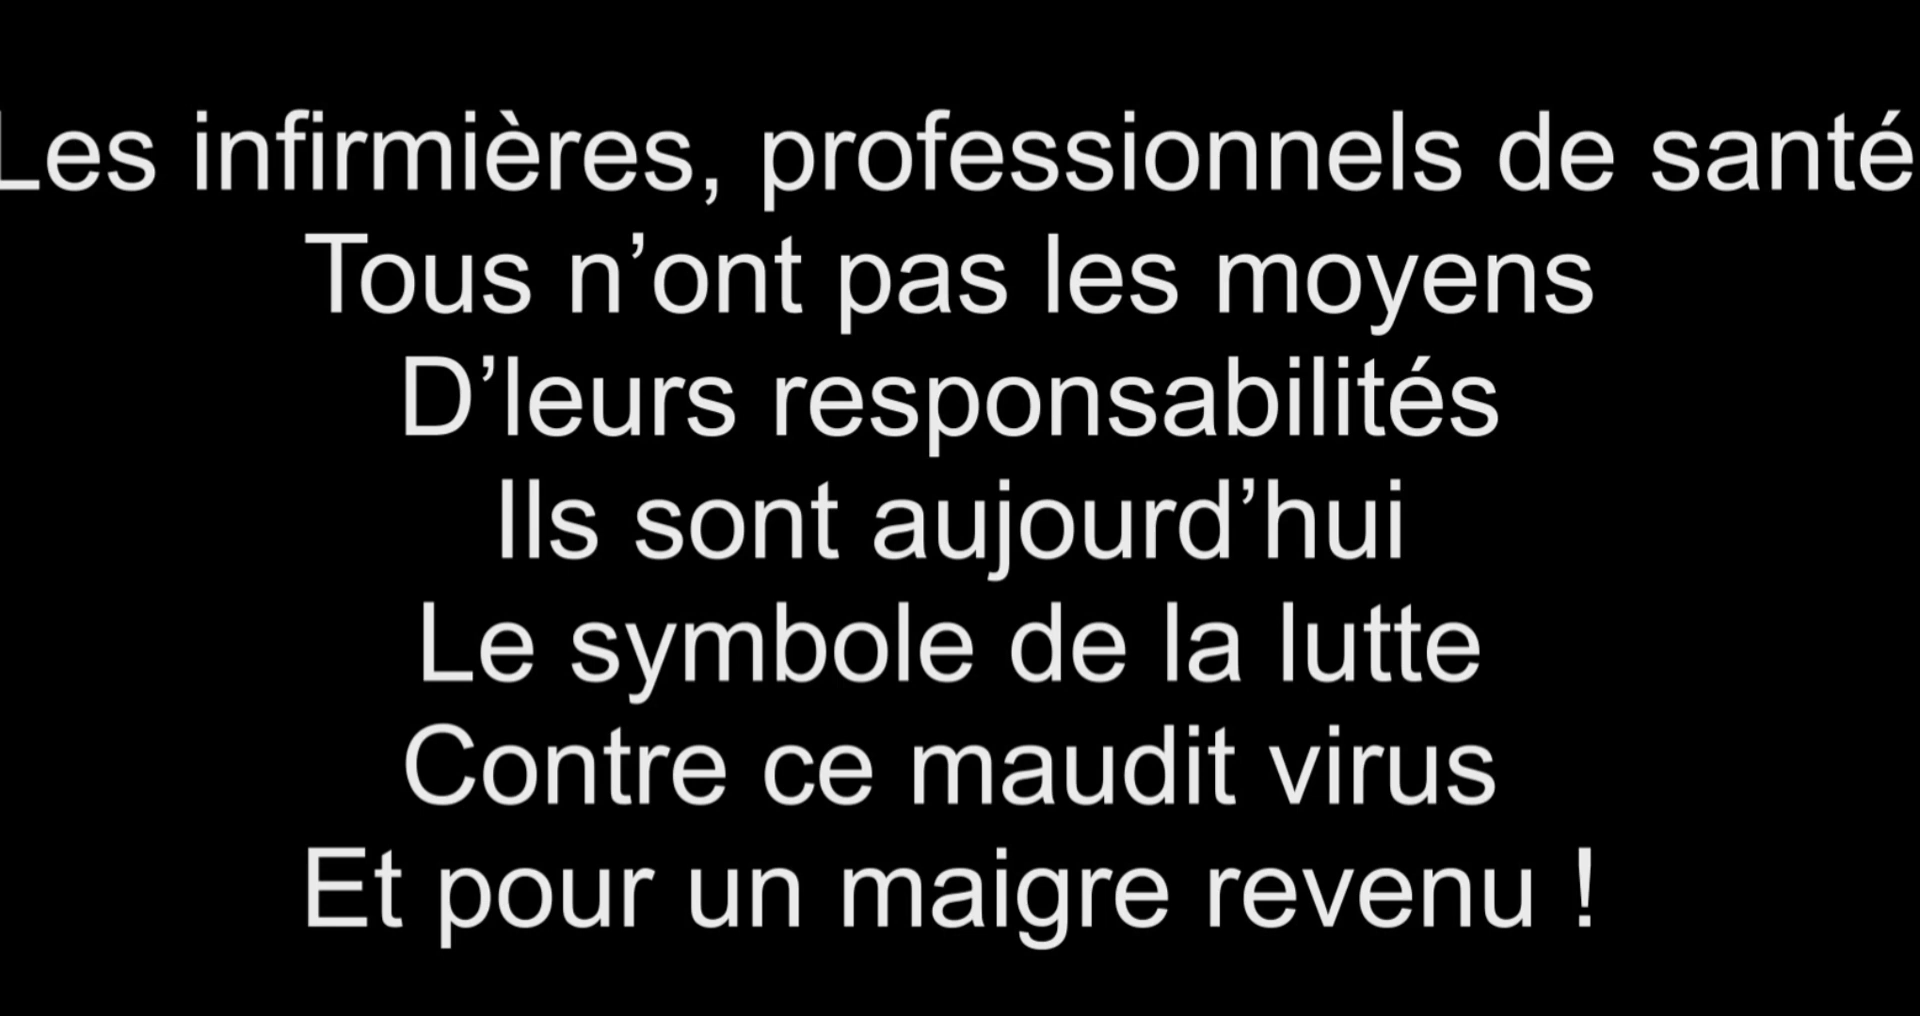 Les infirmières, professionnels de santé
Tous n’ont pas les moyens
D’leurs responsabilités
Ils sont aujourd’hui
Le symbole de la lutte
Contre ce maudit virus
Et pour un maigre revenu !